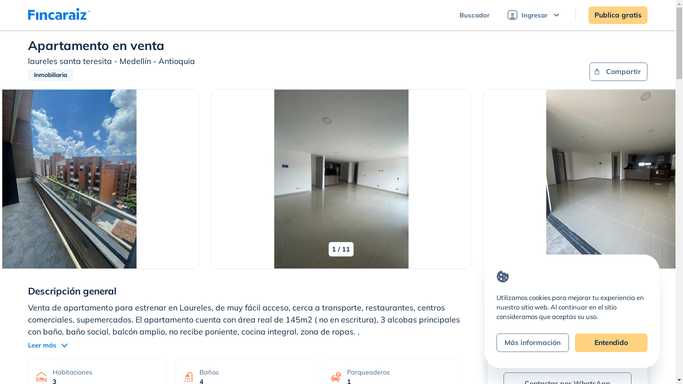 Fincaraiz
Buscador
Ingresar
Publica gratis
Apartamento en venta
laureles santa teresita - Medellín - Antioquia
Inmobiliaria
Compartir
1 / 11
Descripción general
Venta de apartamento para estrenar en Laureles, de muy fácil acceso, cerca a transporte, restaurantes, centros
comerciales, supermercados. El apartamento cuenta con área real de 145m2 ( no en escritura), 3 alcobas principales
con baño, baño social, balcón amplio, no recibe poniente, cocina integral, zona de ropas. ,
Leer más
Habitaciones
3
Baños
4
Parqueaderos
1
Utilizamos cookies para mejorar tu experiencia en
nuestro sitio web. Al continuar en el sitio
consideramos que aceptas su uso.
Más información
Entendido
Contactar por WhatsApp